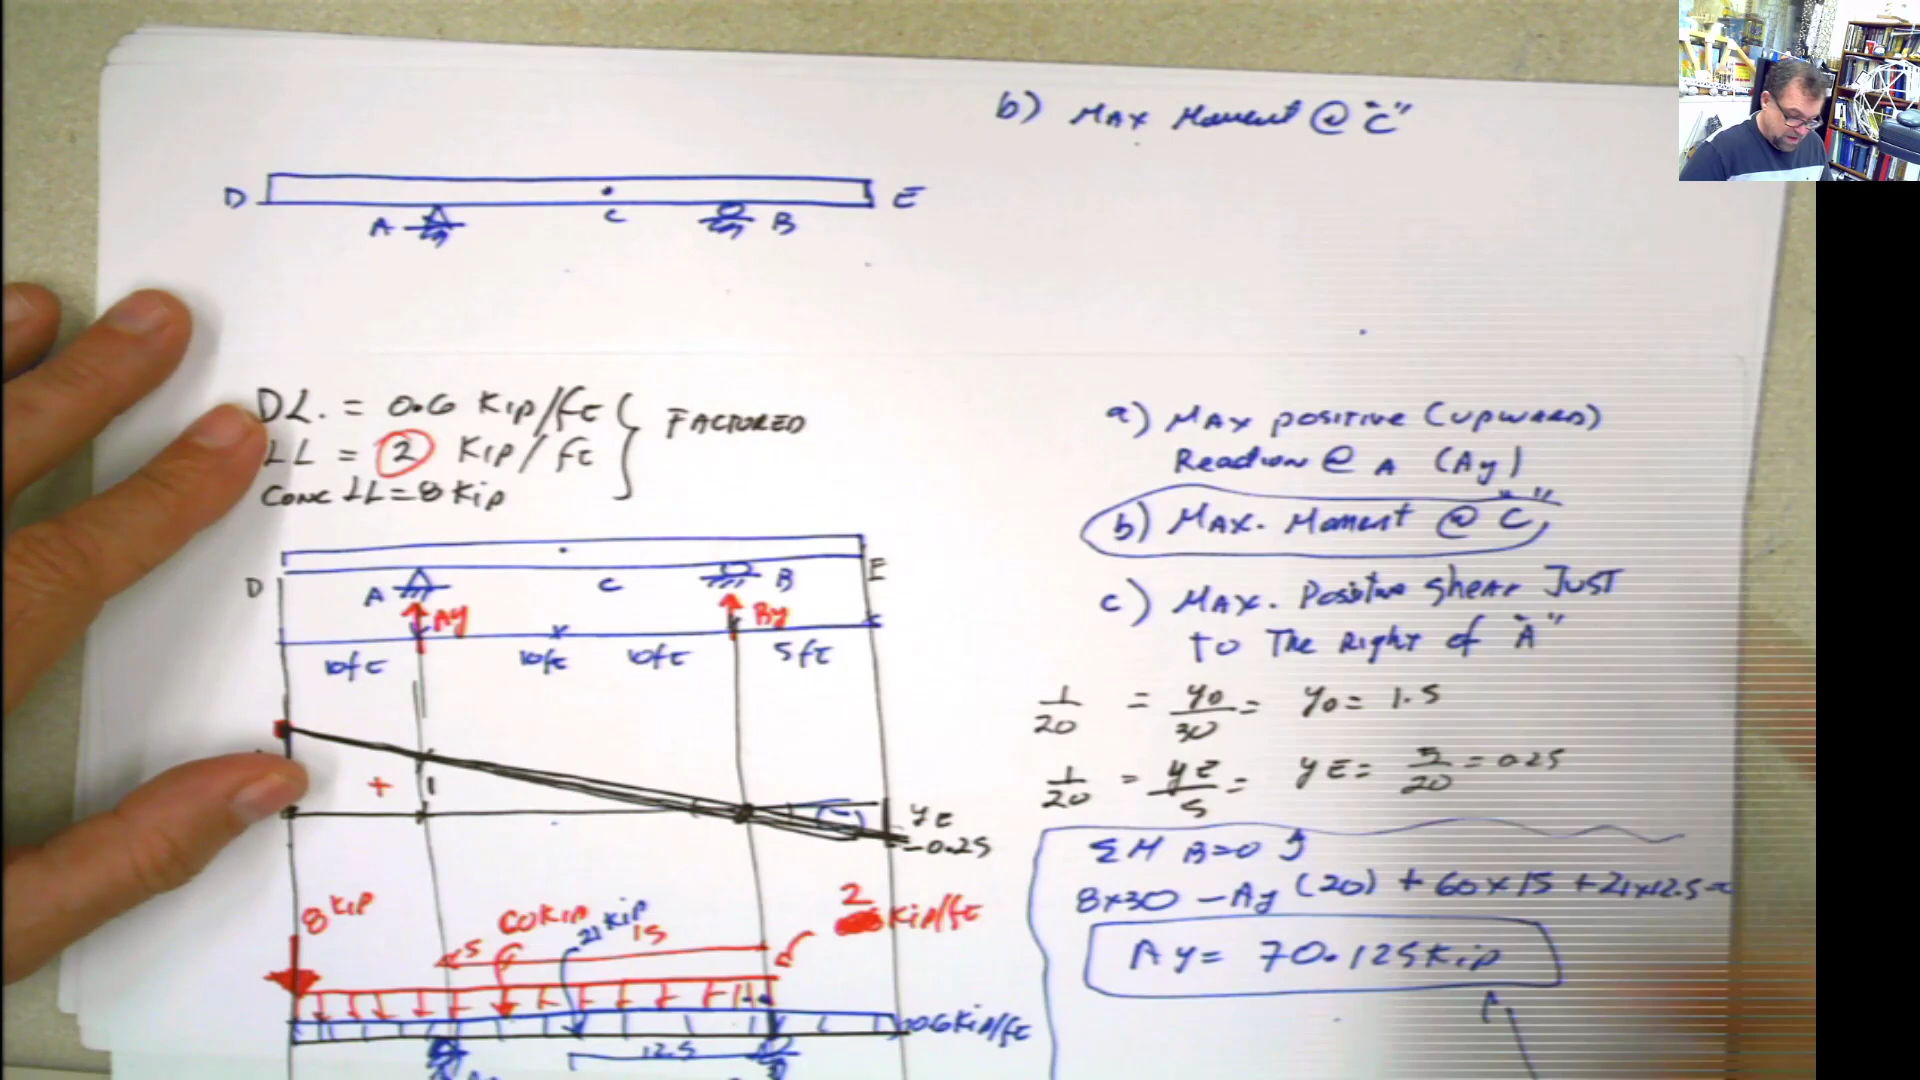 b) MAX Moment @ "C"
D
E
A
C
B
DL. = 0.6 Kip/ft
LL = 2 Kip/ft
CONC LL = 8 Kip
FACTORED
a) MAX positive (upward)
Reaction @ A (Ay)
b) MAX. Moment @ "C"
c) MAX. Positive shear JUST
to The Right of "A"
D
A
C
B
E
Ay
By
10ft
10ft
10ft
5ft
1/20 = y0/30 = y0 = 1.5
1/20 = yE/5 = yE = 5/20 = 0.25
+
1
yE
-0.25
ΣM B=0
8x30 - Ay (20) + 60x15 + 21x12.5 =
Ay = 70.125 Kip
8 Kip
60 Kip
21 Kip
5
15
2 Kip/ft
0.6 Kip/ft
12.5